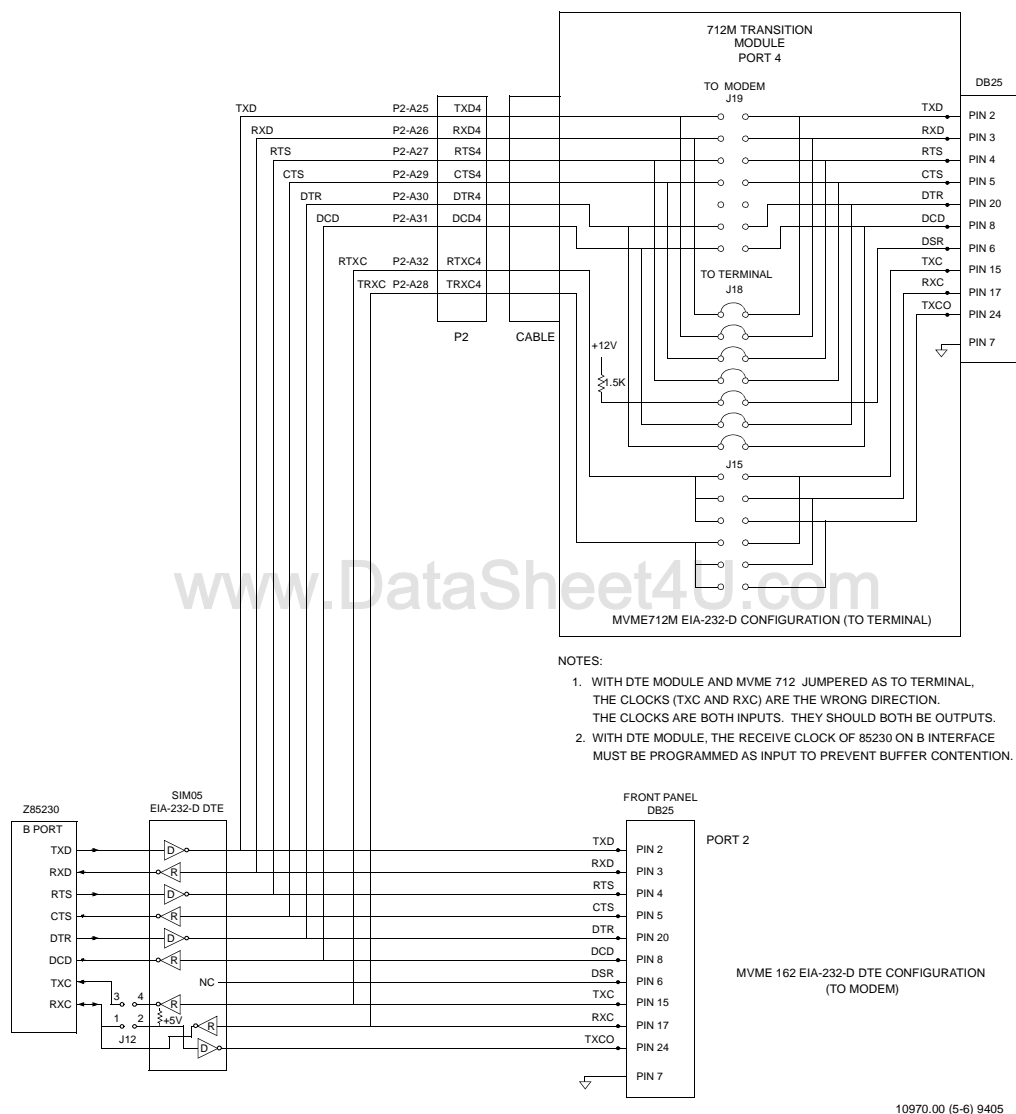 712M TRANSITION
MODULE
PORT 4
TO MODEM
J19
DB25
TXD P2-A25 TXD4 TXD PIN 2
RXD P2-A26 RXD4 RXD PIN 3
RTS P2-A27 RTS4 RTS PIN 4
CTS P2-A29 CTS4 CTS PIN 5
DTR P2-A30 DTR4 DTR PIN 20
DCD P2-A31 DCD4 DCD PIN 8
DSR PIN 6
RTXC P2-A32 RTXC4 TXC PIN 15
TRXC P2-A28 TRXC4 RXC PIN 17
TXCO PIN 24
PIN 7
TO TERMINAL
J18
P2
CABLE
+12V
1.5K
J15
www.DataSheet4U.com
MVME712M EIA-232-D CONFIGURATION (TO TERMINAL)
NOTES:
1. WITH DTE MODULE AND MVME 712 JUMPERED AS TO TERMINAL,
THE CLOCKS (TXC AND RXC) ARE THE WRONG DIRECTION.
THE CLOCKS ARE BOTH INPUTS. THEY SHOULD BOTH BE OUTPUTS.
2. WITH DTE MODULE, THE RECEIVE CLOCK OF 85230 ON B INTERFACE
MUST BE PROGRAMMED AS INPUT TO PREVENT BUFFER CONTENTION.
Z85230
SIM05
EIA-232-D DTE
FRONT PANEL
DB25
B PORT
PORT 2
TXD D TXD PIN 2
RXD R RXD PIN 3
RTS D RTS PIN 4
CTS R CTS PIN 5
DTR D DTR PIN 20
DCD R DCD PIN 8
TXC NC DSR PIN 6
RXC 3 4 R TXC PIN 15
1 2 +5V R RXC PIN 17
J12 D TXCO PIN 24
PIN 7
MVME 162 EIA-232-D DTE CONFIGURATION
(TO MODEM)
10970.00 (5-6) 9405